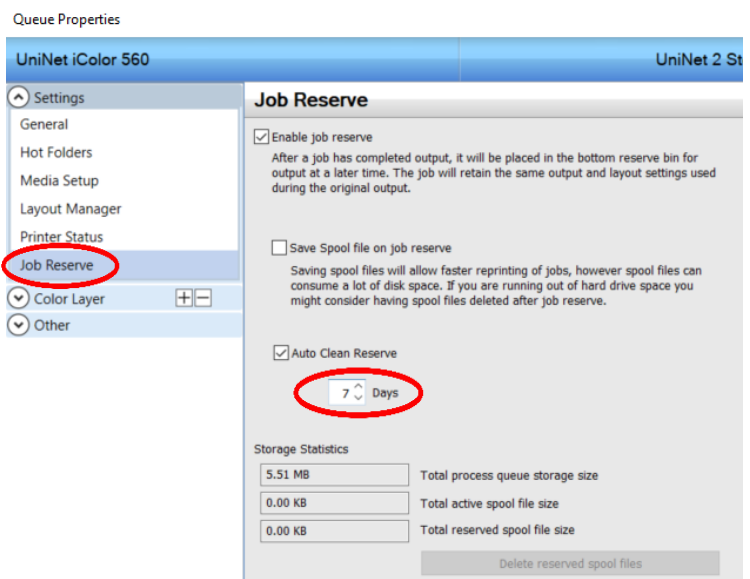 Queue Properties
UniNet iColor 560
UniNet 2 St
Settings
General
Hot Folders
Media Setup
Layout Manager
Printer Status
Job Reserve
Color Layer
Other
Job Reserve
Enable job reserve
After a job has completed output, it will be placed in the bottom reserve bin for
output at a later time. The job will retain the same output and layout settings used
during the original output.
Save Spool file on job reserve
Saving spool files will allow faster reprinting of jobs, however spool files can
consume a lot of disk space. If you are running out of hard drive space you
might consider having spool files deleted after job reserve.
Auto Clean Reserve
7 Days
Storage Statistics
5.51 MB Total process queue storage size
0.00 KB Total active spool file size
0.00 KB Total reserved spool file size
Delete reserved spool files